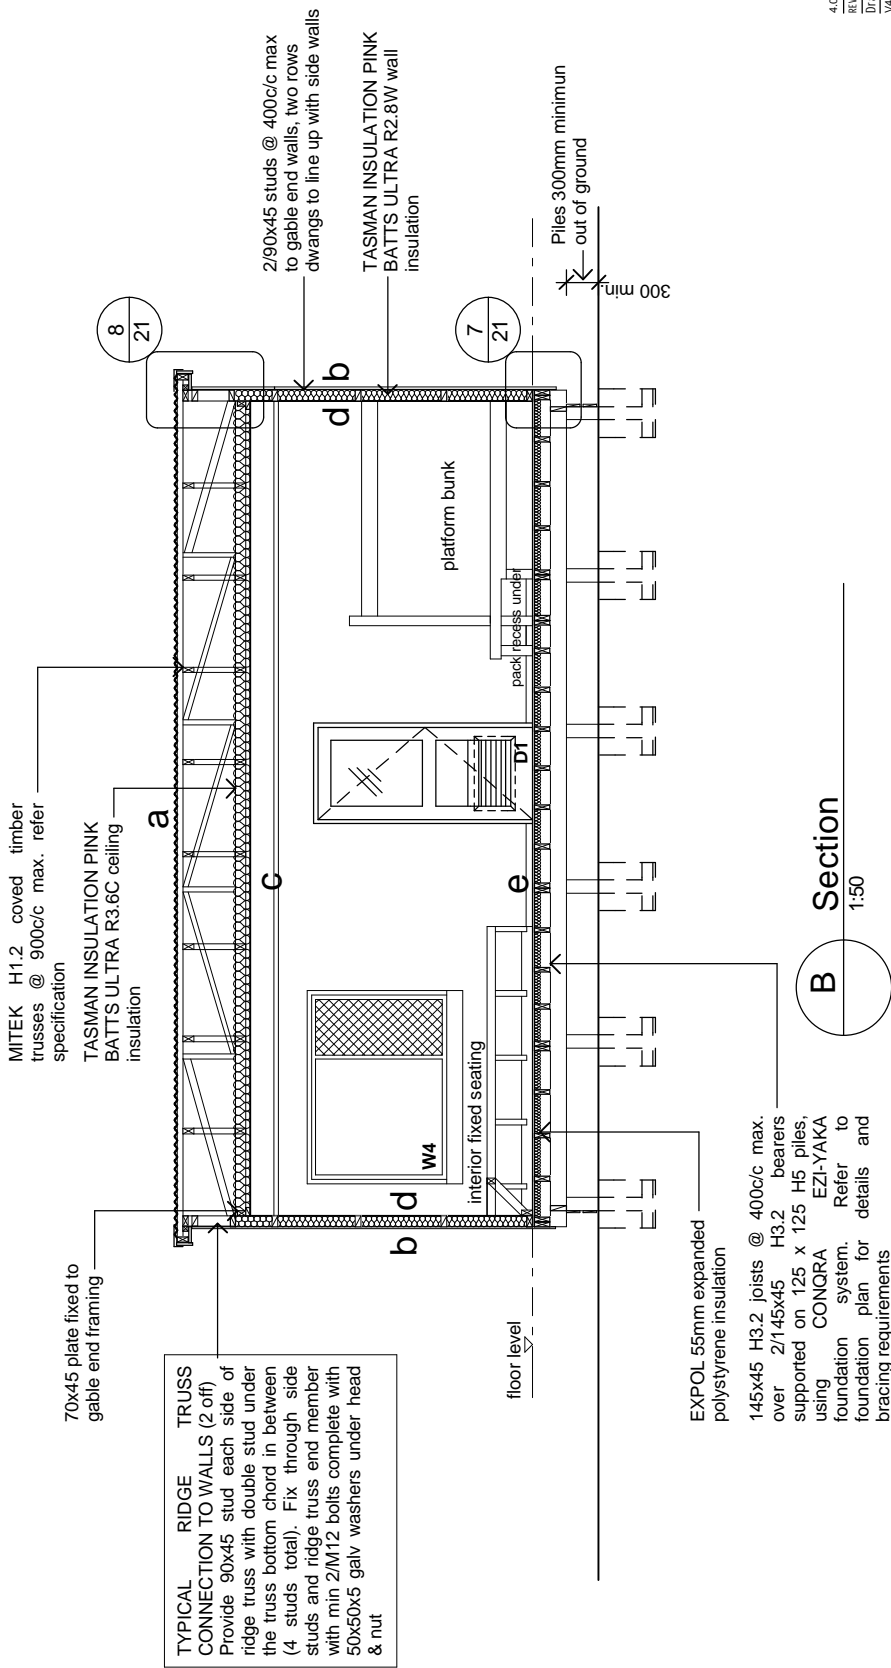 MITEK H1.2 coved timber
trusses @ 900c/c max. refer
specification
TASMAN INSULATION PINK
BATTS ULTRA R3.6C ceiling
insulation
70x45 plate fixed to
gable end framing
TYPICAL RIDGE TRUSS
CONNECTION TO WALLS (2 off)
Provide 90x45 stud each side of
ridge truss with double stud under
the truss bottom chord in between
(4 studs total). Fix through side
studs and ridge truss end member
with min 2/M12 bolts complete with
50x50x5 galv washers under head
& nut
8
21
2/90x45 studs @ 400c/c max
to gable end walls, two rows
dwangs to line up with side walls
TASMAN INSULATION PINK
BATTS ULTRA R2.8W wall
insulation
7
21
Piles 300mm minimun
out of ground
300 min.
a
c
b
d
b
d
e
W4
D1
interior fixed seating
platform bunk
pack recess under
floor level
EXPOL 55mm expanded
polystyrene insulation
145x45 H3.2 joists @ 400c/c max.
over 2/145x45 H3.2 bearers
supported on 125 x 125 H5 piles,
using CONQRA EZI-YAKA
foundation system. Refer to
foundation plan for details and
bracing requirements
B
Section
1:50